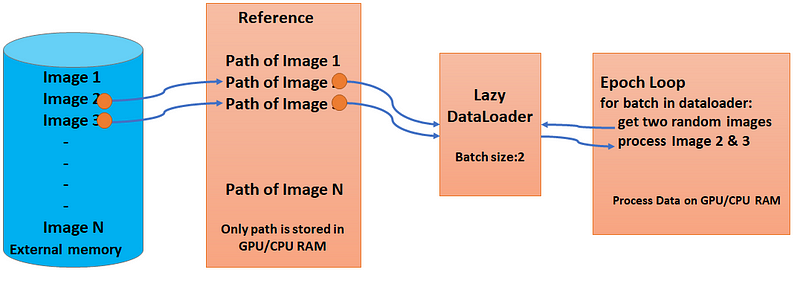 Image 1
Image 2
Image 3
-
-
-
-
Image N
External memory
Reference
Path of Image 1
Path of Image
Path of Image
Path of Image N
Only path is stored in
GPU/CPU RAM
Lazy
DataLoader
Batch size:2
Epoch Loop
for batch in dataloader:
get two random images
process Image 2 & 3
Process Data on GPU/CPU RAM